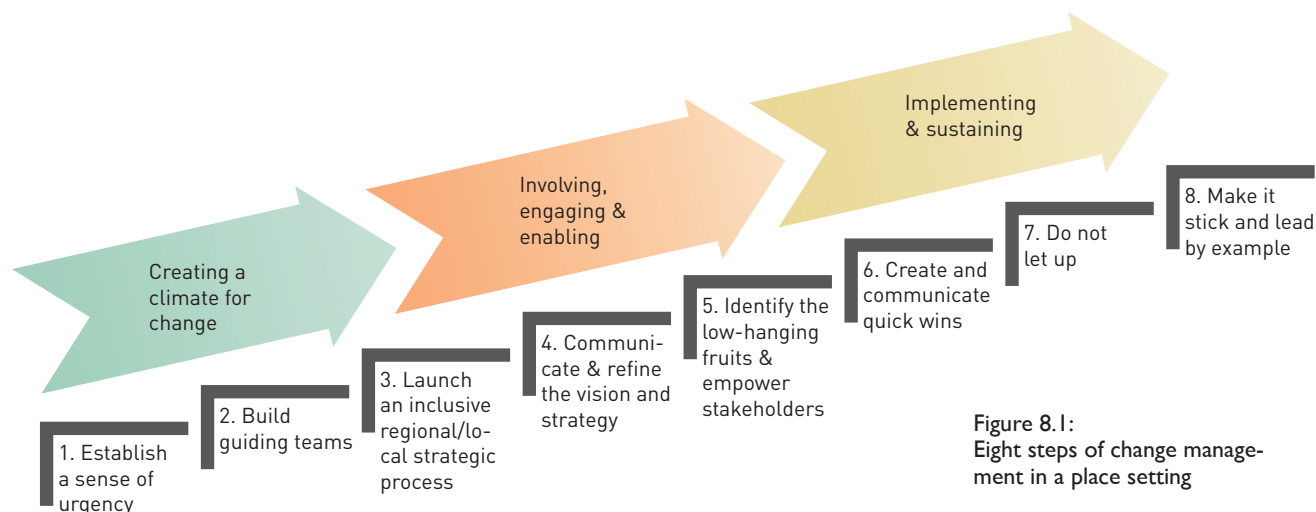 Creating a
climate for
change
Involving,
engaging &
enabling
Implementing
& sustaining
1. Establish
a sense of
urgency
2. Build
guiding teams
3. Launch
an inclusive
regional/lo-
cal strategic
process
4. Communi-
cate & refine
the vision and
strategy
5. Identify the
low-hanging
fruits &
empower
stakeholders
6. Create and
communicate
quick wins
7. Do not
let up
8. Make it
stick and lead
by example
Figure 8.1:
Eight steps of change manage-
ment in a place setting